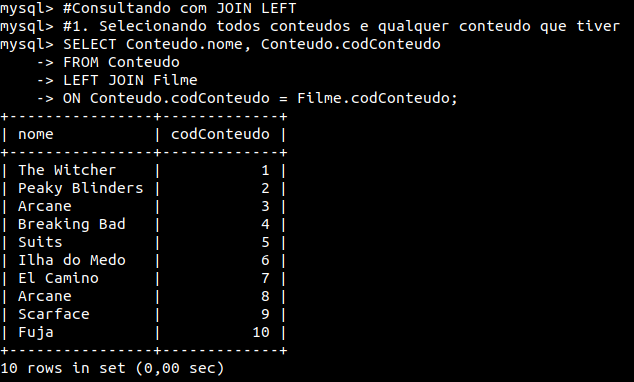 mysql> #Consultando com JOIN LEFT
mysql> #1. Selecionando todos conteudos e qualquer conteudo que tiver
mysql> SELECT Conteudo.nome, Conteudo.codConteudo
    -> FROM Conteudo
    -> LEFT JOIN Filme
    -> ON Conteudo.codConteudo = Filme.codConteudo;
+----------------+-------------+
| nome           | codConteudo |
+----------------+-------------+
| The Witcher    |           1 |
| Peaky Blinders |           2 |
| Arcane         |           3 |
| Breaking Bad   |           4 |
| Suits          |           5 |
| Ilha do Medo   |           6 |
| El Camino      |           7 |
| Arcane         |           8 |
| Scarface       |           9 |
| Fuja           |          10 |
+----------------+-------------+
10 rows in set (0,00 sec)